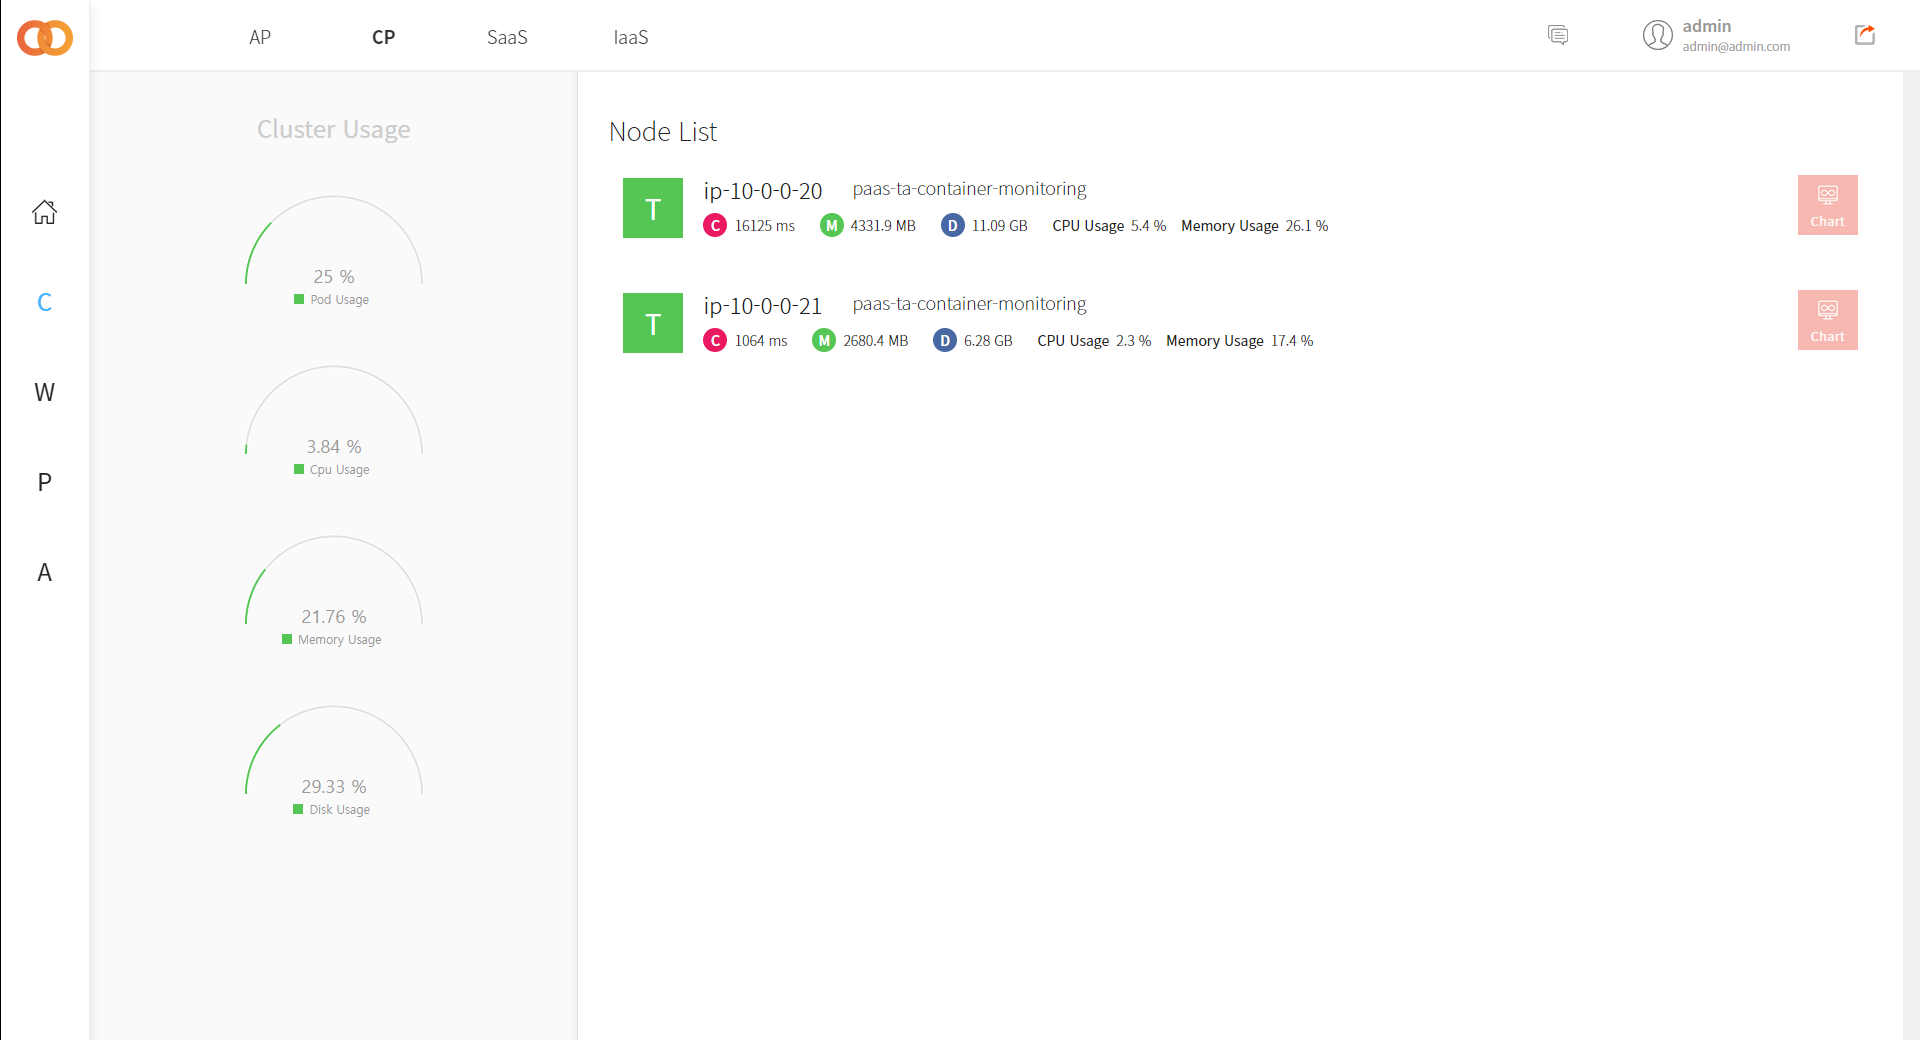 AP CP SaaS IaaS
admin
admin@admin.com
C
W
P
A
Cluster Usage
25 %
Pod Usage
3.84 %
Cpu Usage
21.76 %
Memory Usage
29.33 %
Disk Usage
Node List
T
ip-10-0-0-20 paas-ta-container-monitoring
C 16125 ms M 4331.9 MB D 11.09 GB CPU Usage 5.4 % Memory Usage 26.1 %
Chart
T
ip-10-0-0-21 paas-ta-container-monitoring
C 1064 ms M 2680.4 MB D 6.28 GB CPU Usage 2.3 % Memory Usage 17.4 %
Chart